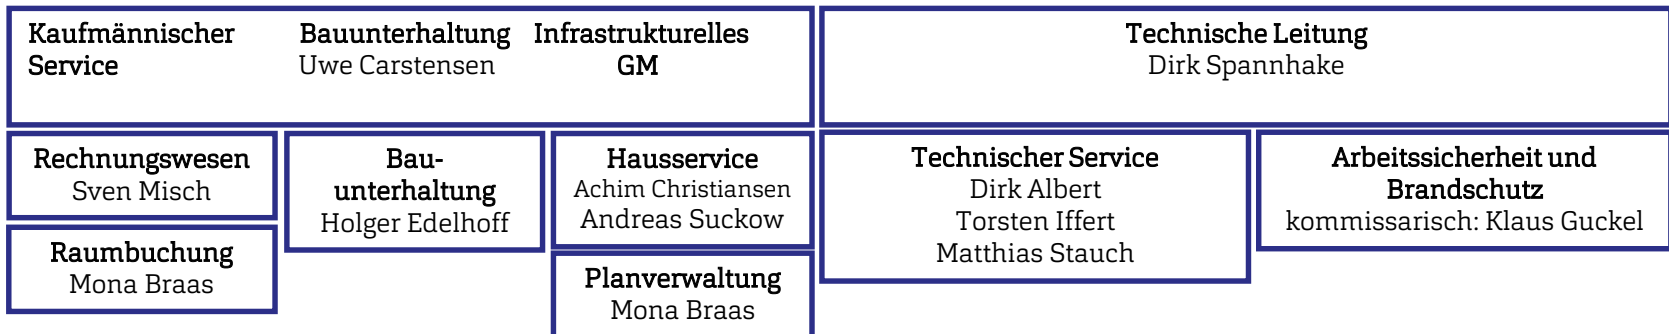 Kaufmännischer
Service
Bauunterhaltung
Uwe Carstensen
Infrastrukturelles
GM
Technische Leitung
Dirk Spannhake
Rechnungswesen
Sven Misch
Raumbuchung
Mona Braas
Bau-
unterhaltung
Holger Edelhoff
Hausservice
Achim Christiansen
Andreas Suckow
Planverwaltung
Mona Braas
Technischer Service
Dirk Albert
Torsten Iffert
Matthias Stauch
Arbeitssicherheit und
Brandschutz
kommissarisch: Klaus Guckel